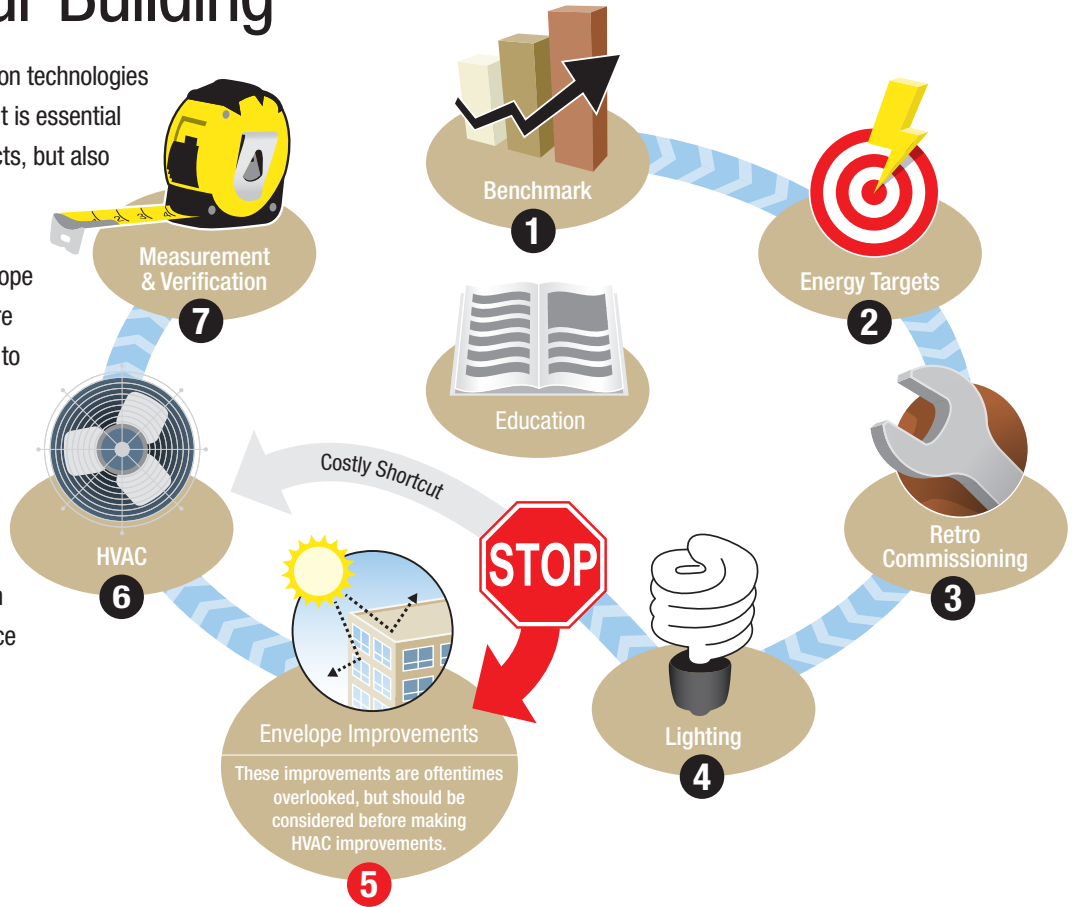 ur Building
on technologies
t is essential
cts, but also
ope
re
to
n
ce
Benchmark
1
Energy Targets
2
Retro
Commissioning
3
Lighting
4
STOP
Costly Shortcut
Envelope Improvements
These improvements are oftentimes
overlooked, but should be
considered before making
HVAC improvements.
5
HVAC
6
Measurement
& Verification
7
Education